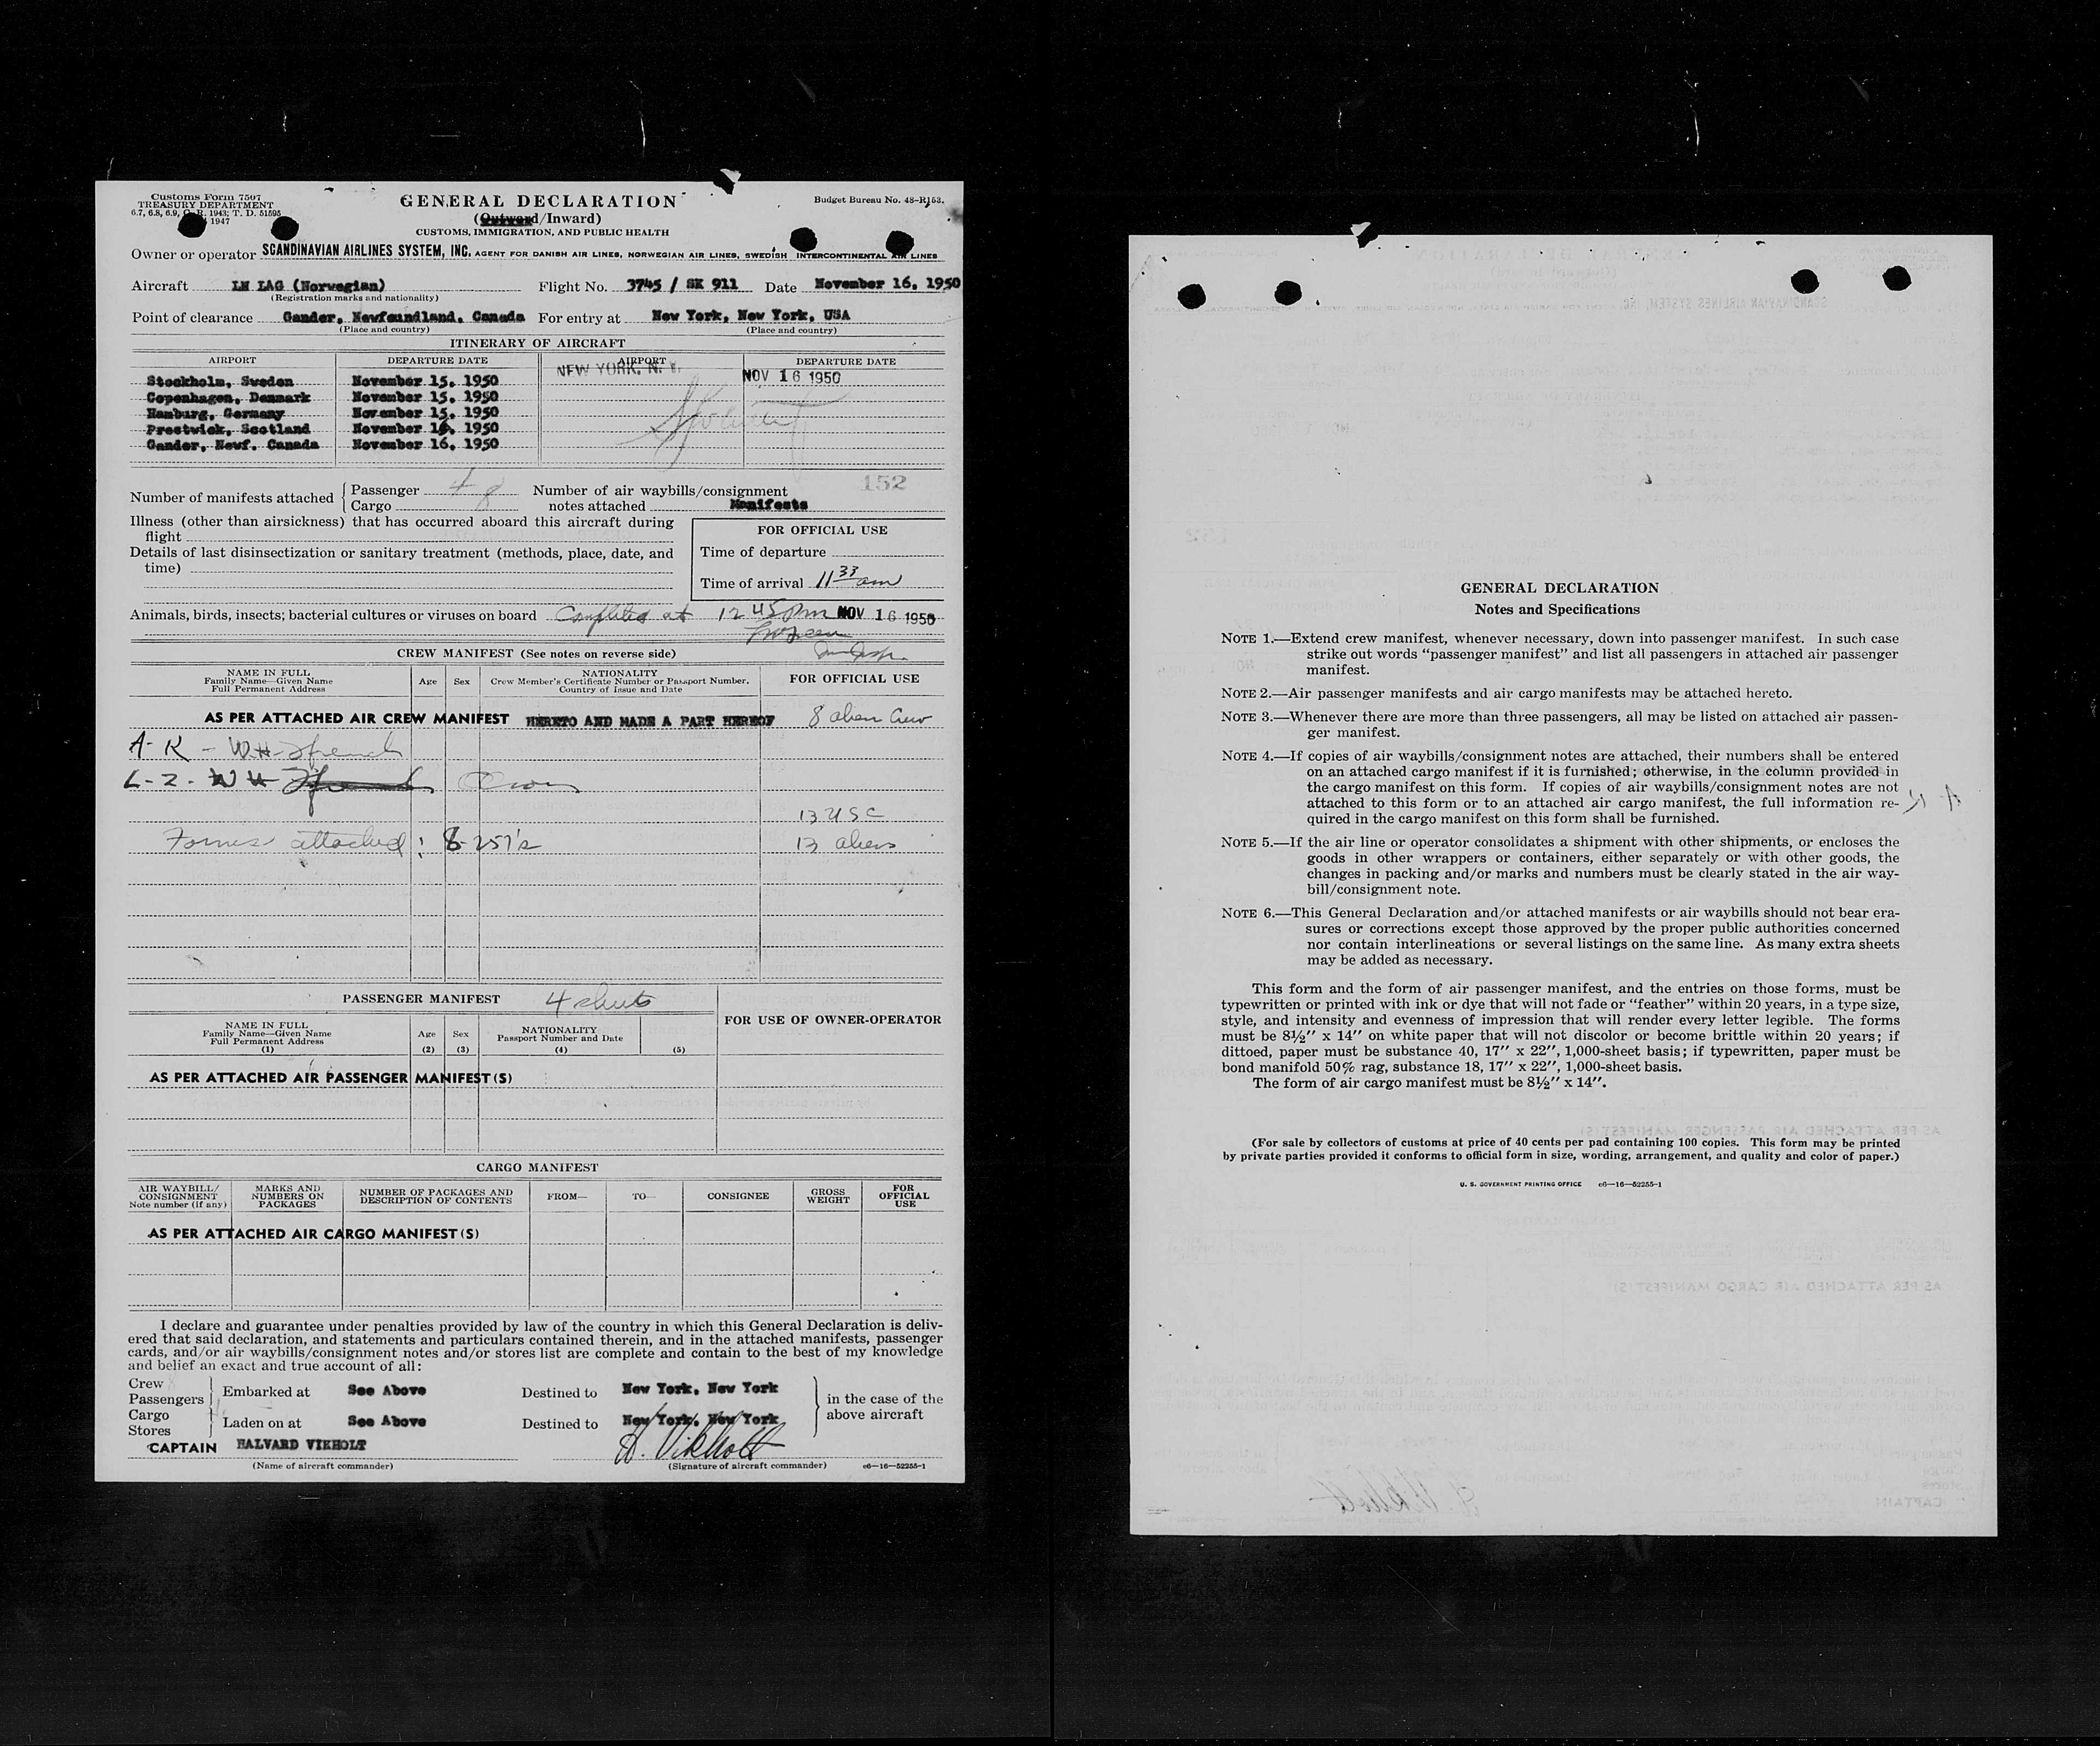 Customs Form 7507
TREASURY DEPARTMENT
6.7, 6.8, 6.9, C. R. 1943; T. D. 51595
1947
GENERAL DECLARATION
(Outward/Inward)
CUSTOMS, IMMIGRATION, AND PUBLIC HEALTH
Budget Bureau No. 48-R153.
Owner or operator SCANDINAVIAN AIRLINES SYSTEM, INC. AGENT FOR DANISH AIR LINES, NORWEGIAN AIR LINES, SWEDISH INTERCONTINENTAL AIR LINES
Aircraft LN LAG (Norwegian) Flight No. 3745 / SK 911 Date November 16, 1950
(Registration marks and nationality)
Point of clearance Gander, Newfoundland, Canada For entry at New York, New York, USA
(Place and country) (Place and country)
ITINERARY OF AIRCRAFT
AIRPORT DEPARTURE DATE AIRPORT DEPARTURE DATE
NEW YORK, N. Y. NOV 16 1950
Stockholm, Sweden November 15, 1950
Copenhagen, Denmark November 15, 1950
Hamburg, Germany November 15, 1950
Prestwick, Scotland November 16, 1950
Gander, Newf. Canada November 16, 1950
152
Number of manifests attached Passenger 4 Number of air waybills/consignment
Cargo 8 notes attached Manifests
Illness (other than airsickness) that has occurred aboard this aircraft during
flight
Details of last disinsectization or sanitary treatment (methods, place, date, and
time)
FOR OFFICIAL USE
Time of departure
Time of arrival 11 33 am
Animals, birds, insects; bacterial cultures or viruses on board Completed at 12 45 pm NOV 16 1950
CREW MANIFEST (See notes on reverse side)
NAME IN FULL
Family Name—Given Name
Full Permanent Address
Age Sex
NATIONALITY
Crew Member's Certificate Number or Passport Number,
Country of Issue and Date
FOR OFFICIAL USE
AS PER ATTACHED AIR CREW MANIFEST HERETO AND MADE A PART HEREOF 8 alien Crew
A-K - W.H. French
L-Z - W H
13 USC
Forms attached : 8-257's 13 aliens
PASSENGER MANIFEST 4 sheets
NAME IN FULL
Family Name—Given Name
Full Permanent Address
(1)
Age
(2)
Sex
(3)
NATIONALITY
Passport Number and Date
(4) (5)
FOR USE OF OWNER-OPERATOR
AS PER ATTACHED AIR PASSENGER MANIFEST(S)
CARGO MANIFEST
AIR WAYBILL/
CONSIGNMENT
Note number (if any)
MARKS AND
NUMBERS ON
PACKAGES
NUMBER OF PACKAGES AND
DESCRIPTION OF CONTENTS
FROM— TO— CONSIGNEE
GROSS
WEIGHT
FOR
OFFICIAL
USE
AS PER ATTACHED AIR CARGO MANIFEST(S)
I declare and guarantee under penalties provided by law of the country in which this General Declaration is deliv-
ered that said declaration, and statements and particulars contained therein, and in the attached manifests, passenger
cards, and/or air waybills/consignment notes and/or stores list are complete and contain to the best of my knowledge
and belief an exact and true account of all:
Crew
Passengers Embarked at See Above Destined to New York, New York in the case of the
Cargo Laden on at See Above Destined to New York, New York above aircraft
Stores
CAPTAIN HALVARD VIKHOLT H. Vikholt
(Name of aircraft commander) (Signature of aircraft commander) c6—16—52255-1
GENERAL DECLARATION
Notes and Specifications
NOTE 1.—Extend crew manifest, whenever necessary, down into passenger manifest. In such case
strike out words “passenger manifest” and list all passengers in attached air passenger
manifest.
NOTE 2.—Air passenger manifests and air cargo manifests may be attached hereto.
NOTE 3.—Whenever there are more than three passengers, all may be listed on attached air passen-
ger manifest.
NOTE 4.—If copies of air waybills/consignment notes are attached, their numbers shall be entered
on an attached cargo manifest if it is furnished; otherwise, in the column provided in
the cargo manifest on this form. If copies of air waybills/consignment notes are not
attached to this form or to an attached air cargo manifest, the full information re-
quired in the cargo manifest on this form shall be furnished.
NOTE 5.—If the air line or operator consolidates a shipment with other shipments, or encloses the
goods in other wrappers or containers, either separately or with other goods, the
changes in packing and/or marks and numbers must be clearly stated in the air way-
bill/consignment note.
NOTE 6.—This General Declaration and/or attached manifests or air waybills should not bear era-
sures or corrections except those approved by the proper public authorities concerned
nor contain interlineations or several listings on the same line. As many extra sheets
may be added as necessary.
This form and the form of air passenger manifest, and the entries on those forms, must be
typewritten or printed with ink or dye that will not fade or “feather” within 20 years, in a type size,
style, and intensity and evenness of impression that will render every letter legible. The forms
must be 8½″ x 14″ on white paper that will not discolor or become brittle within 20 years; if
dittoed, paper must be substance 40, 17″ x 22″, 1,000-sheet basis; if typewritten, paper must be
bond manifold 50% rag, substance 18, 17″ x 22″, 1,000-sheet basis.
The form of air cargo manifest must be 8½″ x 14″.
(For sale by collectors of customs at price of 40 cents per pad containing 100 copies. This form may be printed
by private parties provided it conforms to official form in size, wording, arrangement, and quality and color of paper.)
U. S. GOVERNMENT PRINTING OFFICE c6—16—52255-1